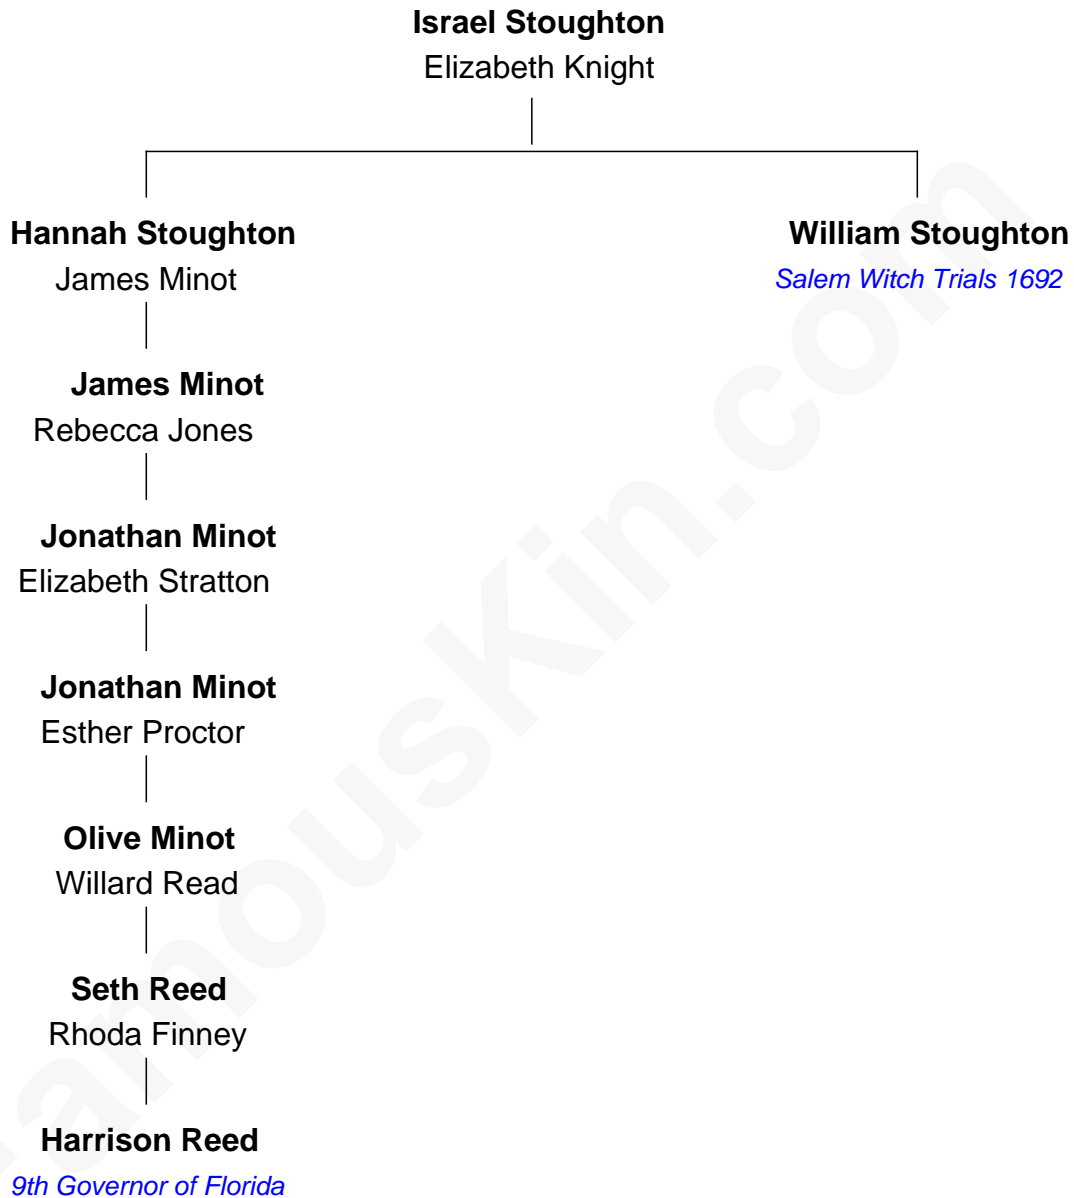 Israel Stoughton
Elizabeth Knight
Hannah Stoughton
James Minot
William Stoughton
Salem Witch Trials 1692
James Minot
Rebecca Jones
Jonathan Minot
Elizabeth Stratton
Jonathan Minot
Esther Proctor
Olive Minot
Willard Read
Seth Reed
Rhoda Finney
Harrison Reed
9th Governor of Florida
FamousKin.com